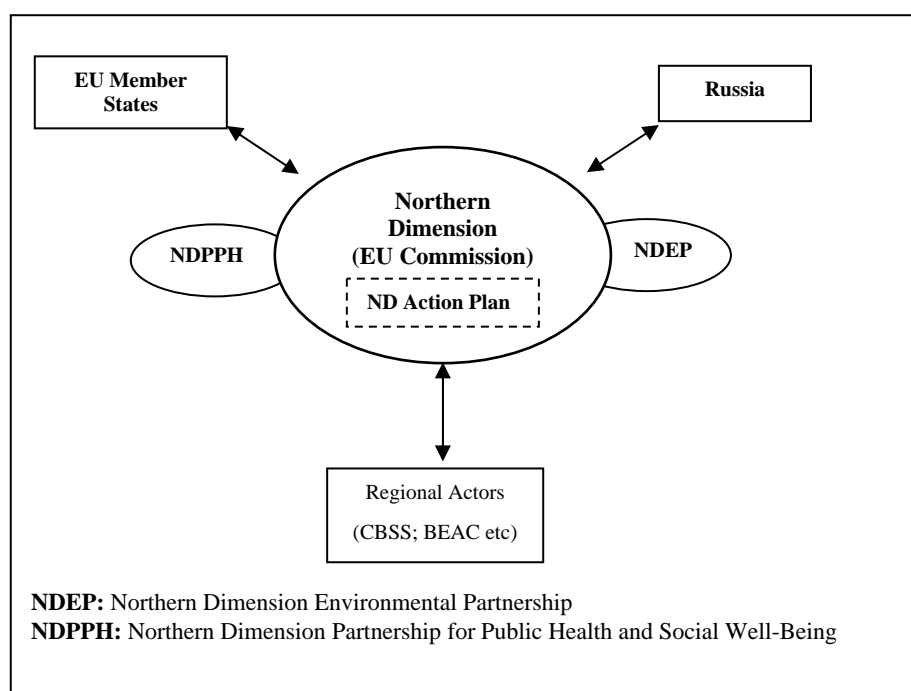 EU Member
States
Russia
Northern
Dimension
(EU Commission)
NDPPH
NDEP
ND Action Plan
Regional Actors
(CBSS; BEAC etc)
NDEP: Northern Dimension Environmental Partnership
NDPPH: Northern Dimension Partnership for Public Health and Social Well-Being